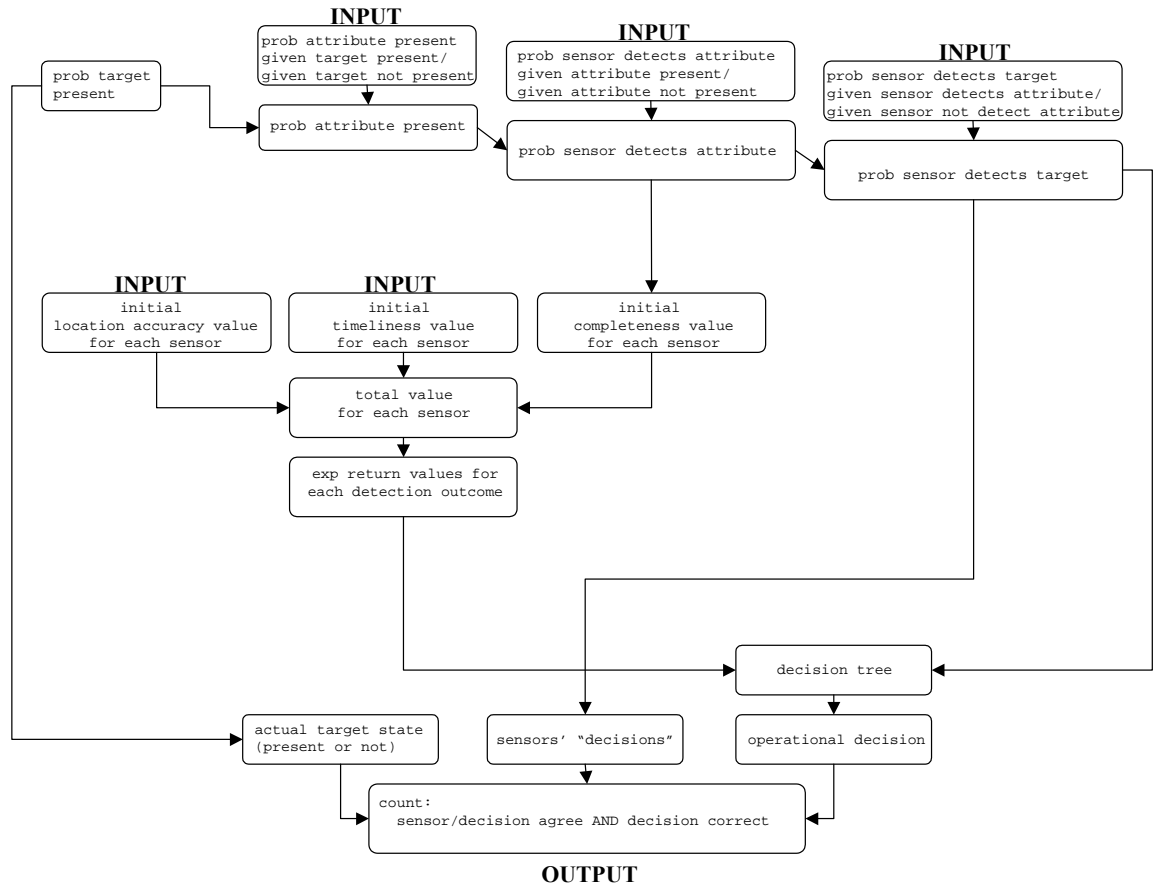 INPUT
prob attribute present
given target present/
given target not present
INPUT
prob sensor detects attribute
given attribute present/
given attribute not present
INPUT
prob sensor detects target
given sensor detects attribute/
given sensor not detect attribute
prob target
present
prob attribute present
prob sensor detects attribute
prob sensor detects target
INPUT
initial
location accuracy value
for each sensor
INPUT
initial
timeliness value
for each sensor
initial
completeness value
for each sensor
total value
for each sensor
exp return values for
each detection outcome
decision tree
actual target state
(present or not)
sensors’ “decisions”
operational decision
count:
sensor/decision agree AND decision correct
OUTPUT